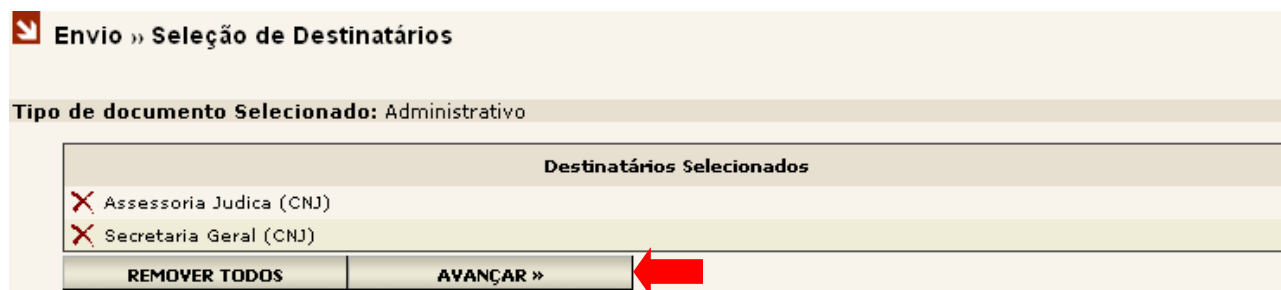 Envio » Seleção de Destinatários
Tipo de documento Selecionado: Administrativo
Destinatários Selecionados
Assessoria Judica (CNJ)
Secretaria Geral (CNJ)
REMOVER TODOS AVANÇAR »